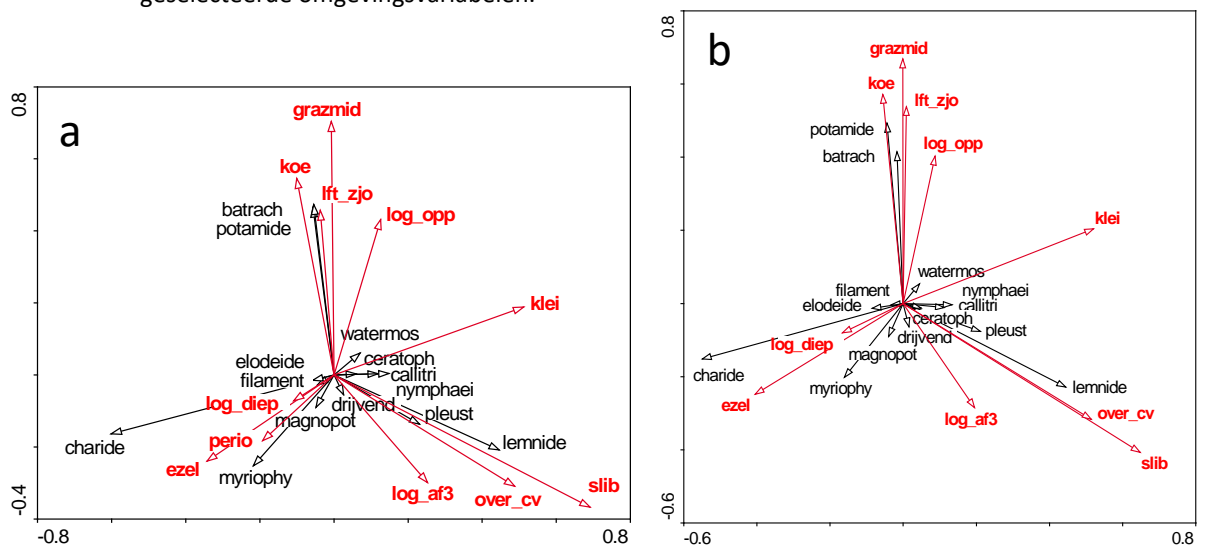 geselecteerde omgevingsvariabelen.
a
0.8
-0.4
-0.8
0.8
grazmid
koe
lft_zjo
batrach
potamide
log_opp
klei
watermos
elodeide
ceratoph
filament
callitri
nymphaei
log_diep
drijvend
magnopot
pleust
charide
perio
lemnide
ezel
myriophy
log_af3
over_cv
slib
b
0.8
-0.6
-0.6
0.8
grazmid
koe
lft_zjo
potamide
log_opp
batrach
klei
watermos
filament
nymphaei
elodeide
callitri
ceratoph
pleust
drijvend
log_diep
magnopot
charide
myriophy
lemnide
ezel
log_af3
over_cv
slib